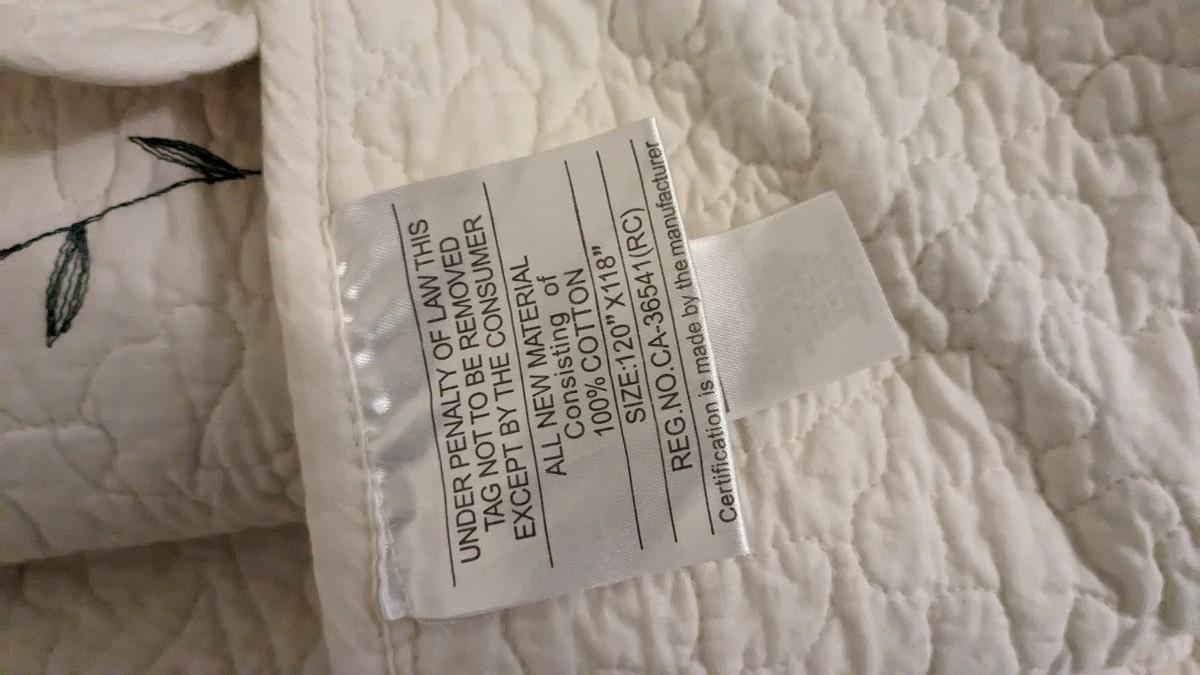 UNDER PENALTY OF LAW THIS
TAG NOT TO BE REMOVED
EXCEPT BY THE CONSUMER
ALL NEW MATERIAL
Consisting of
100% COTTON
SIZE:120”X118”
REG.NO.CA-36541(RC)
Certification is made by the manufacturer